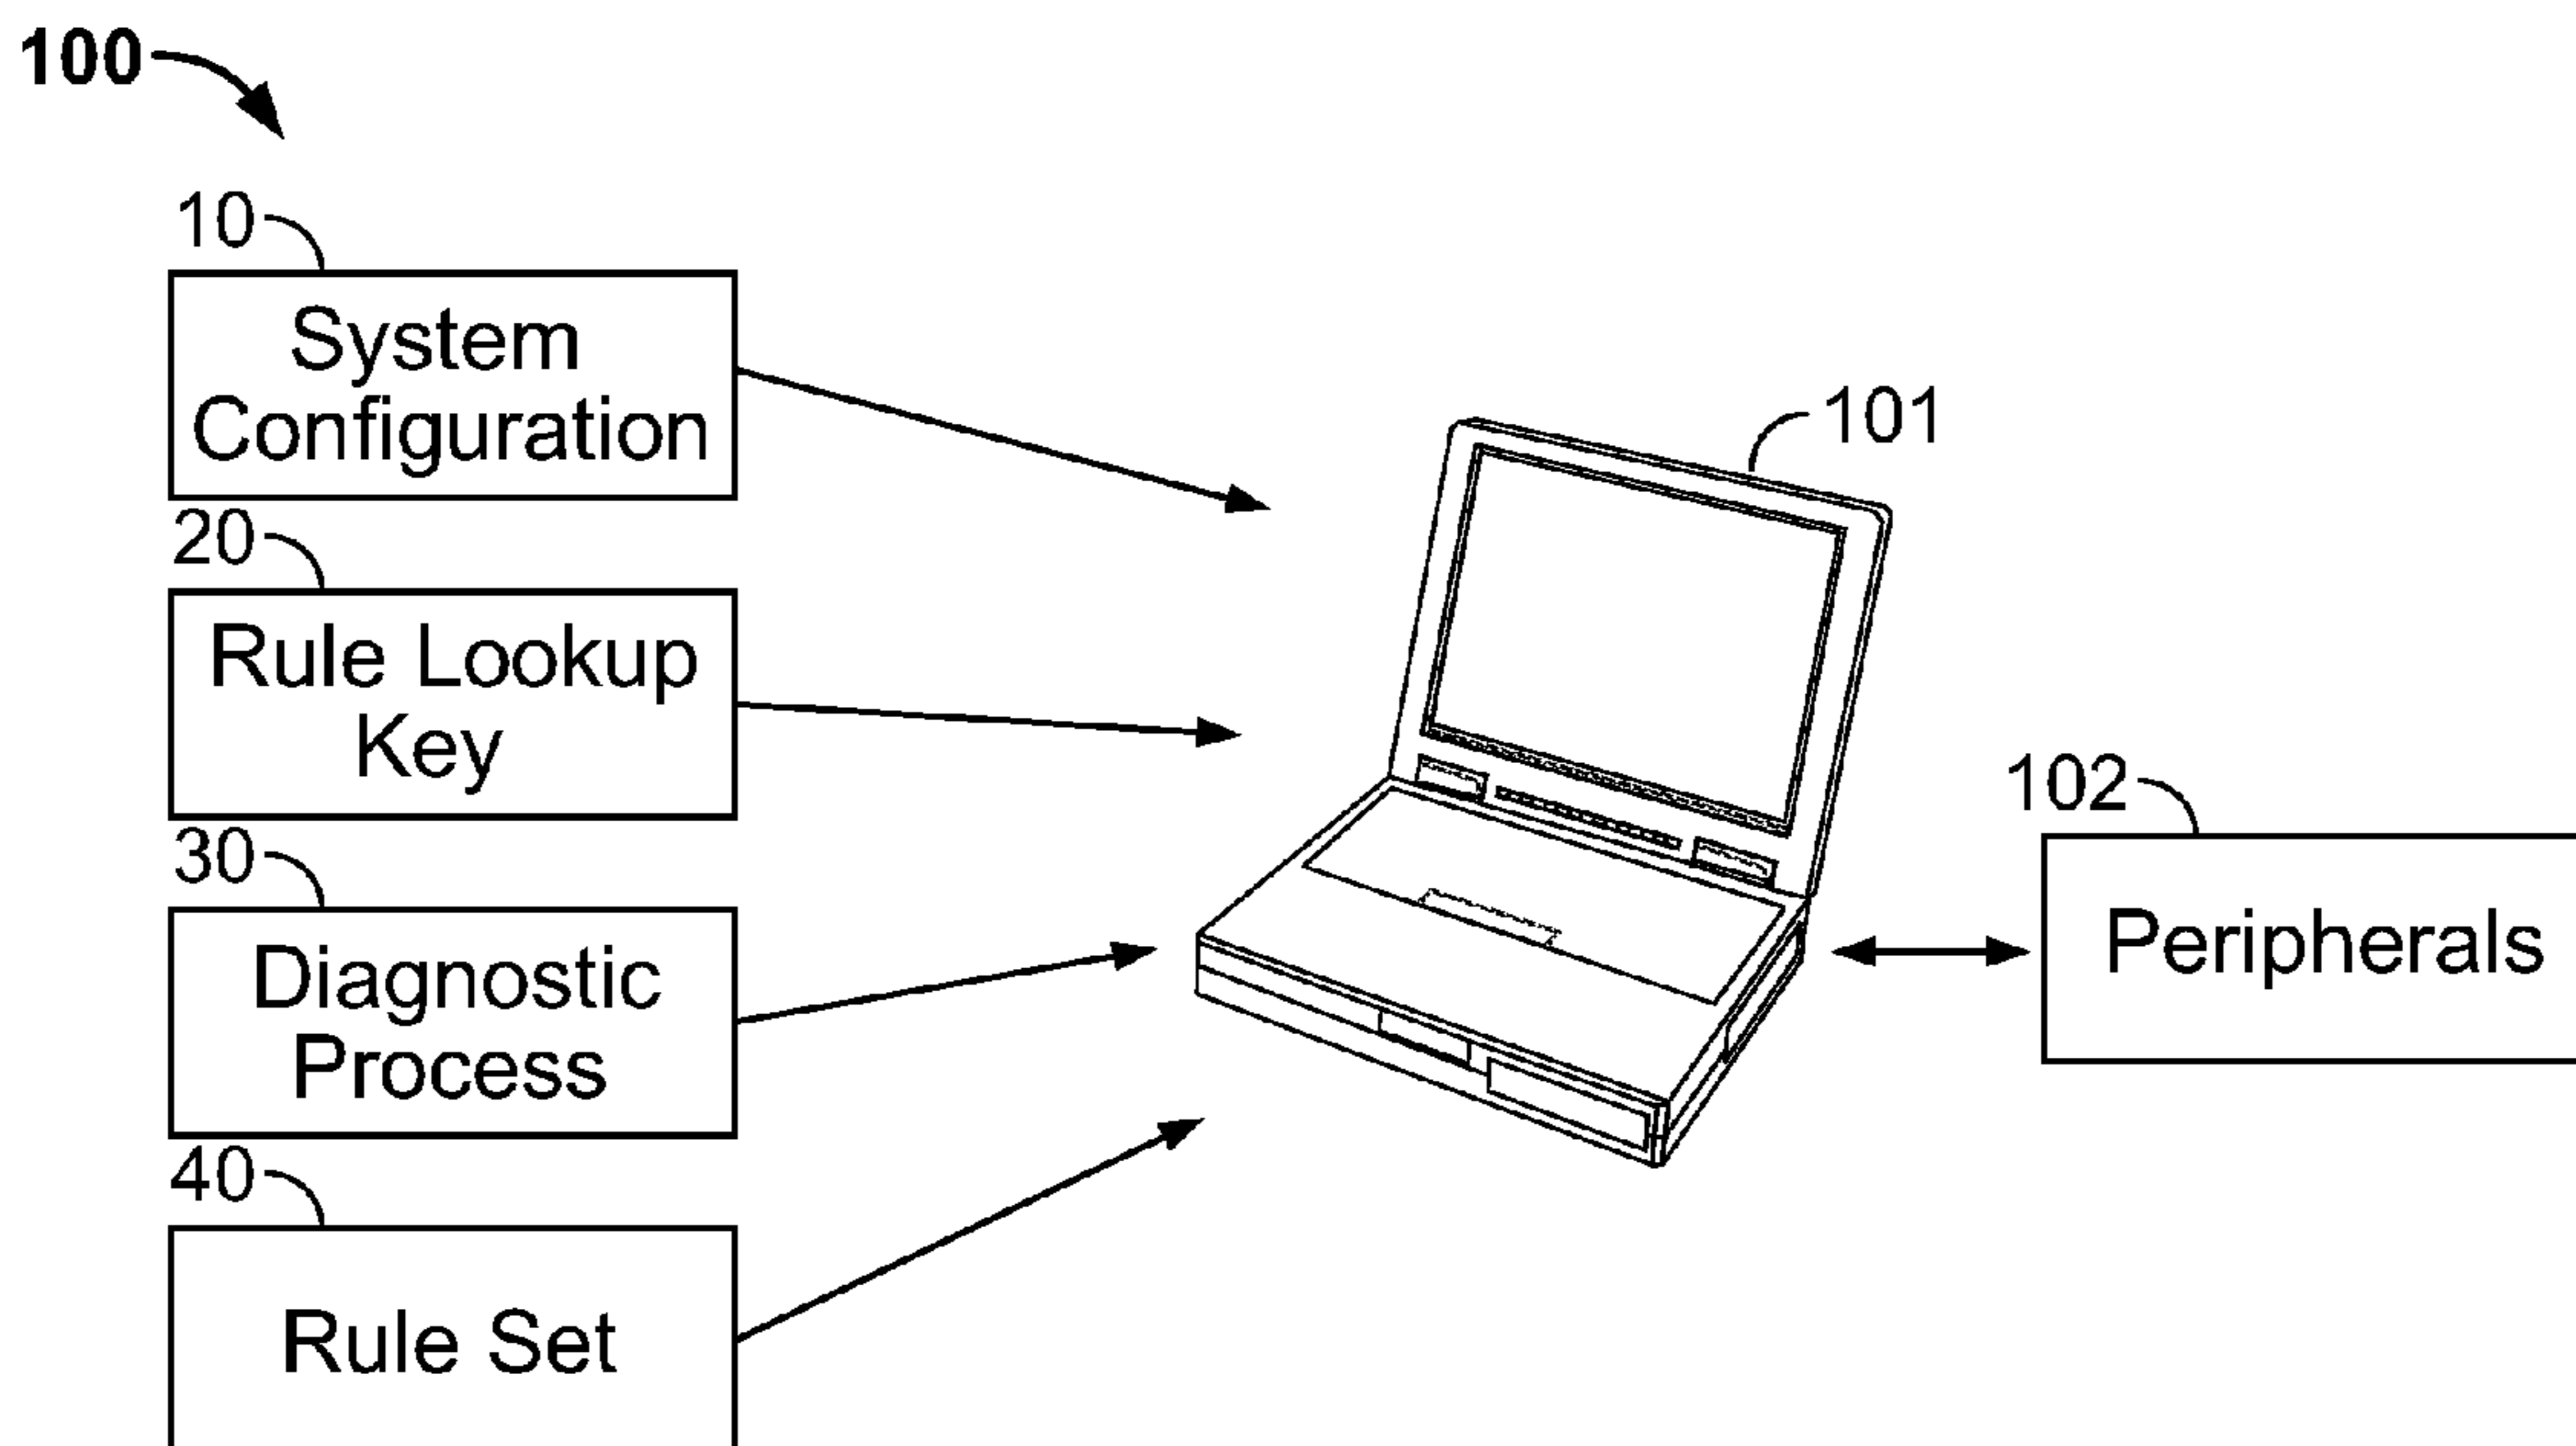 100
10
System
Configuration
101
20
Rule Lookup
Key
102
30
Diagnostic
Process
Peripherals
40
Rule Set